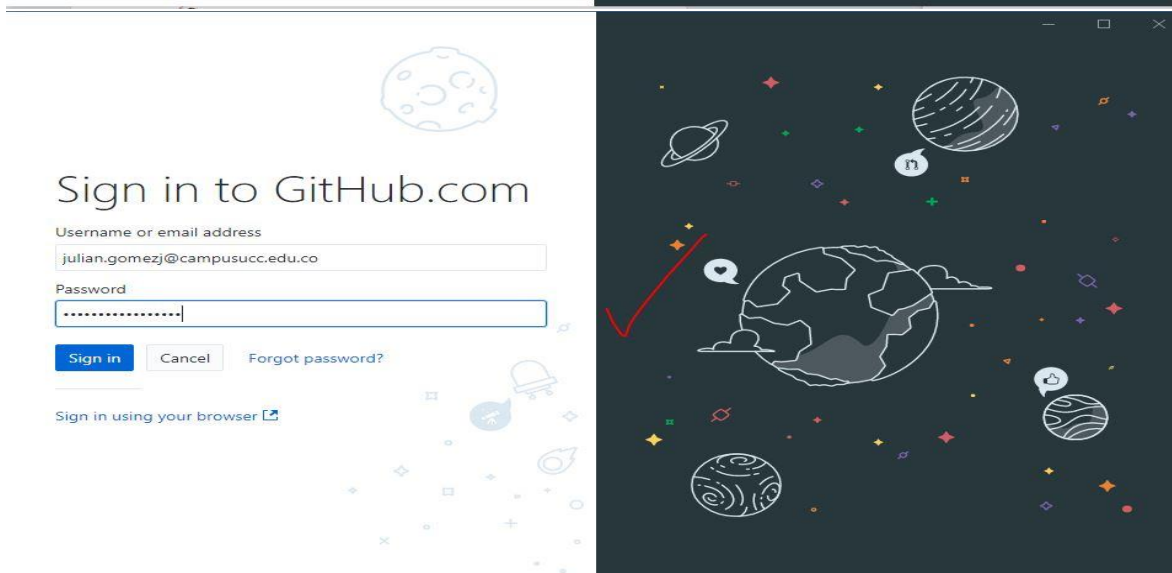 Sign in to GitHub.com
Username or email address
julian.gomezj@campusucc.edu.co
Password
•••••••••••••••••
Sign in Cancel Forgot password?
Sign in using your browser